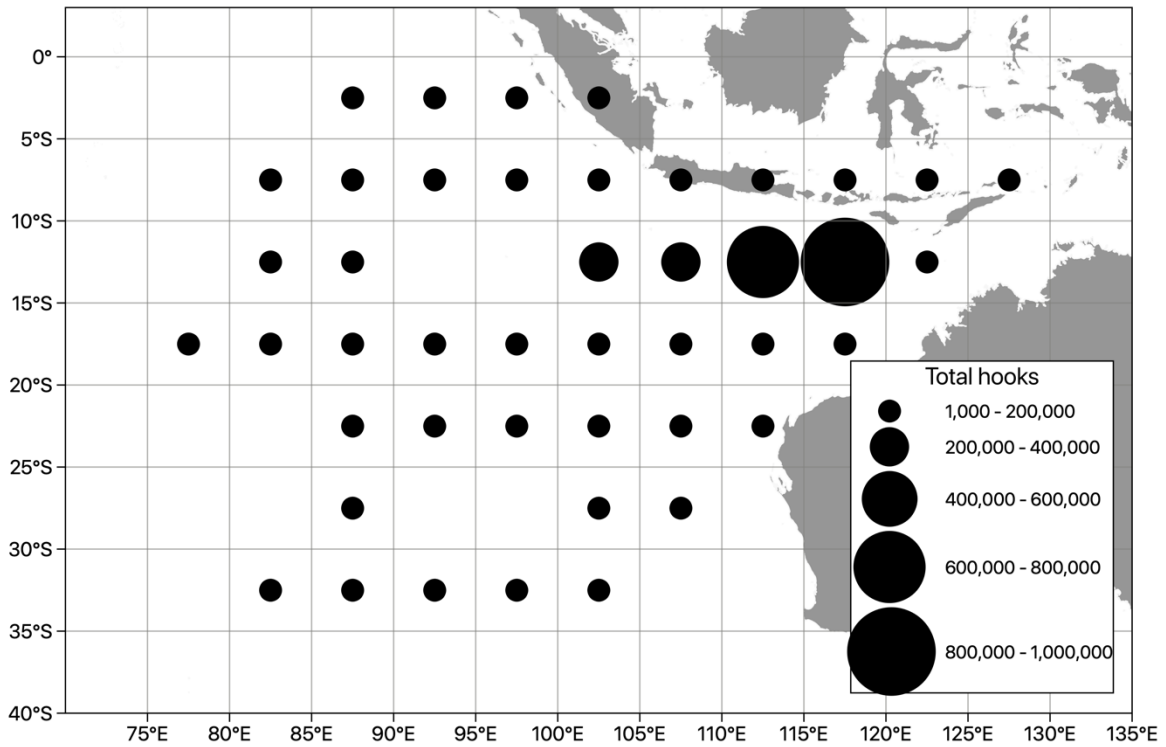 0°
5°S
10°S
15°S
20°S
25°S
30°S
35°S
40°S
Total hooks
1,000 - 200,000
200,000 - 400,000
400,000 - 600,000
600,000 - 800,000
800,000 - 1,000,000
75°E 80°E 85°E 90°E 95°E 100°E 105°E 110°E 115°E 120°E 125°E 130°E 135°E